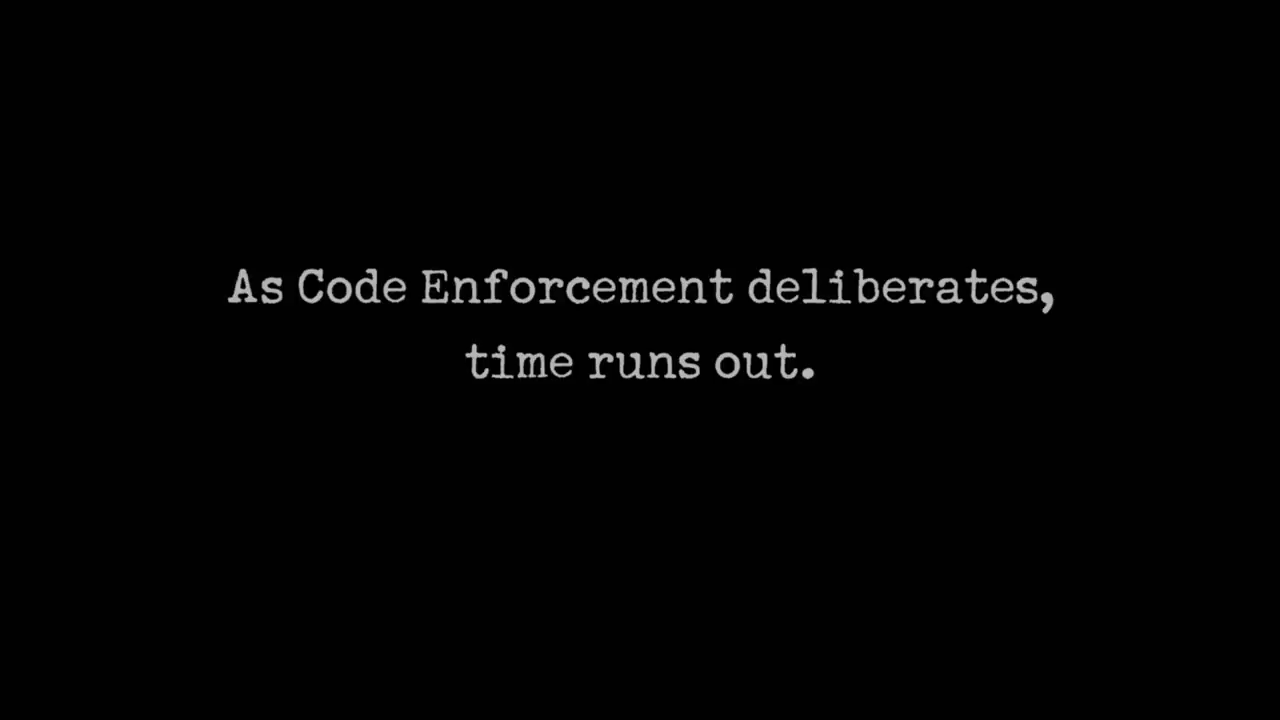 As Code Enforcement deliberates,
time runs out.